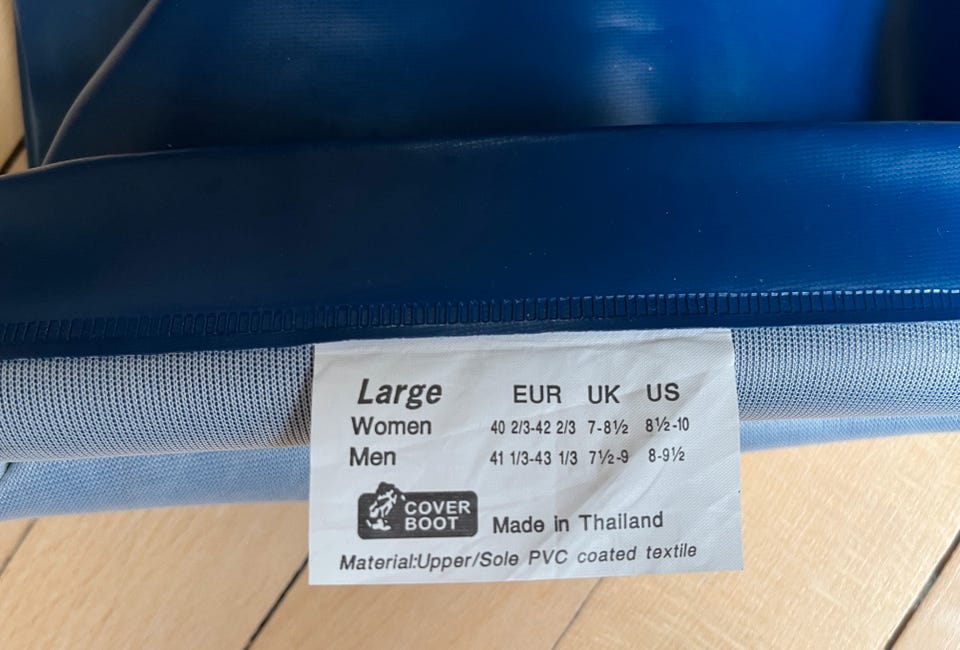 Large EUR UK US
Women 40 2/3-42 2/3 7-8½ 8½-10
Men 41 1/3-43 1/3 7½-9 8-9½
COVER
BOOT
Made in Thailand
Material:Upper/Sole PVC coated textile